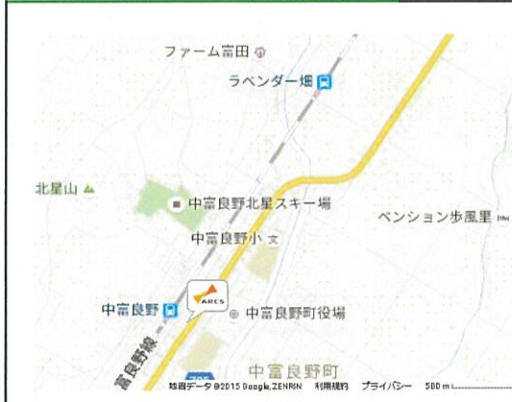 ファーム富田
ラベンダー畑
北星山
中富良野北星スキー場
ペンション歩風里
中富良野小
ARCS
中富良野
中富良野町役場
富良野線
中富良野町
地図データ ©2015 Google, ZENRIN 利用規約 プライバシー 500 m